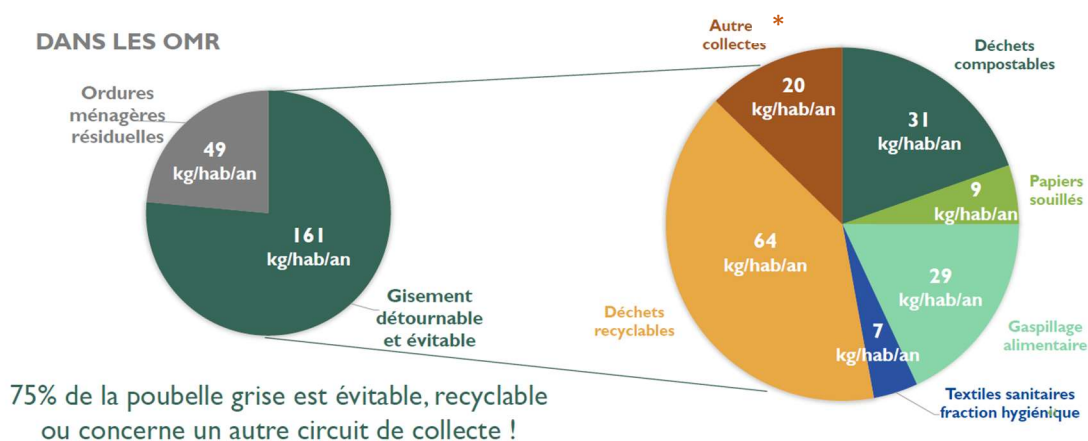 DANS LES OMR
Ordures
ménagères
résiduelles
49
kg/hab/an
161
kg/hab/an
Gisement
détournable
et évitable
75% de la poubelle grise est évitable, recyclable
ou concerne un autre circuit de collecte !
Autre *
collectes
20
kg/hab/an
Déchets
compostables
31
kg/hab/an
Papiers
souillés
9
kg/hab/an
29
kg/hab/an
Gaspillage
alimentaire
7
kg/hab/an
Textiles sanitaires
fraction hygiénique
64
kg/hab/an
Déchets
recyclables